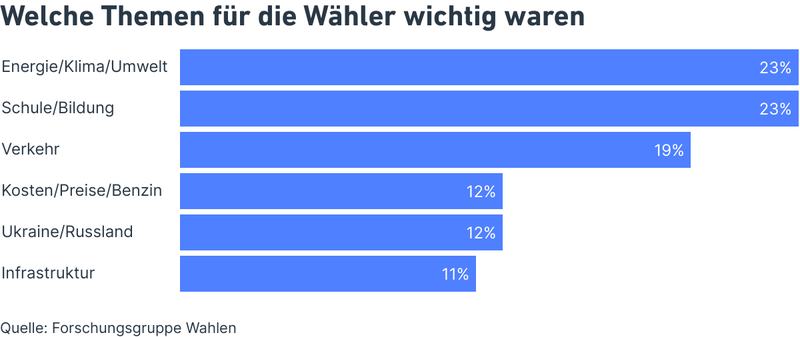 Welche Themen für die Wähler wichtig waren
Energie/Klima/Umwelt 23%
Schule/Bildung 23%
Verkehr 19%
Kosten/Preise/Benzin 12%
Ukraine/Russland 12%
Infrastruktur 11%
Quelle: Forschungsgruppe Wahlen